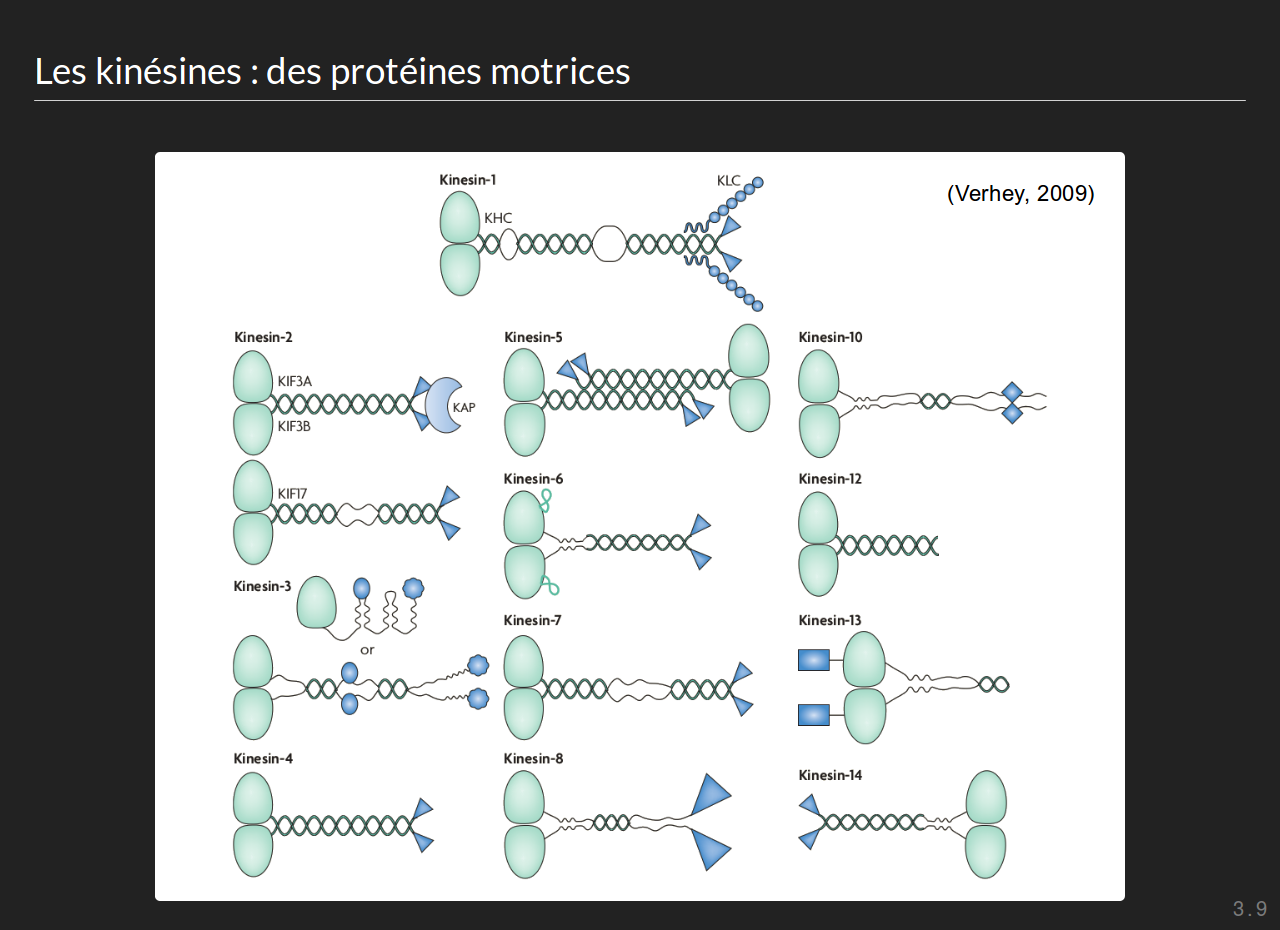 Les kinésines : des protéines motrices
Kinesin-1
KLC
(Verhey, 2009)
KHC
Kinesin-2
KIF3A
KAP
KIF3B
KIF17
Kinesin-3
or
Kinesin-4
Kinesin-5
Kinesin-6
Kinesin-7
Kinesin-8
Kinesin-10
Kinesin-12
Kinesin-13
Kinesin-14
3.9